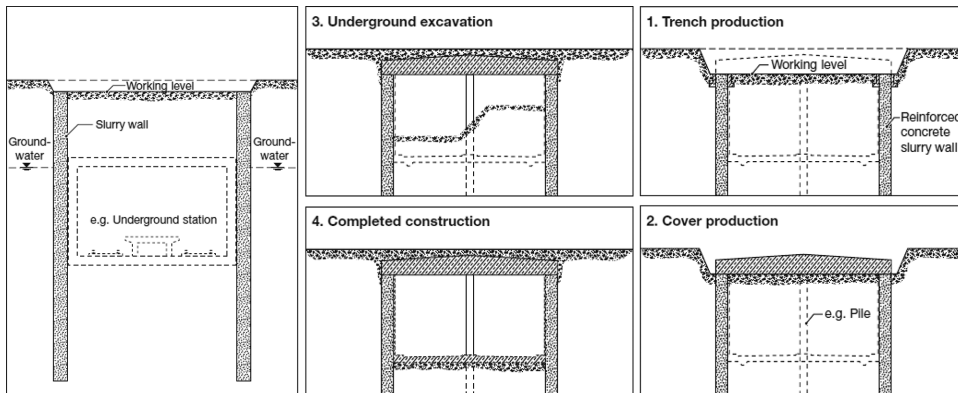 Working level
Slurry wall
Ground-
water
Ground-
water
e.g. Underground station
3. Underground excavation
1. Trench production
Working level
Reinforced
concrete
slurry wall
4. Completed construction
2. Cover production
e.g. Pile